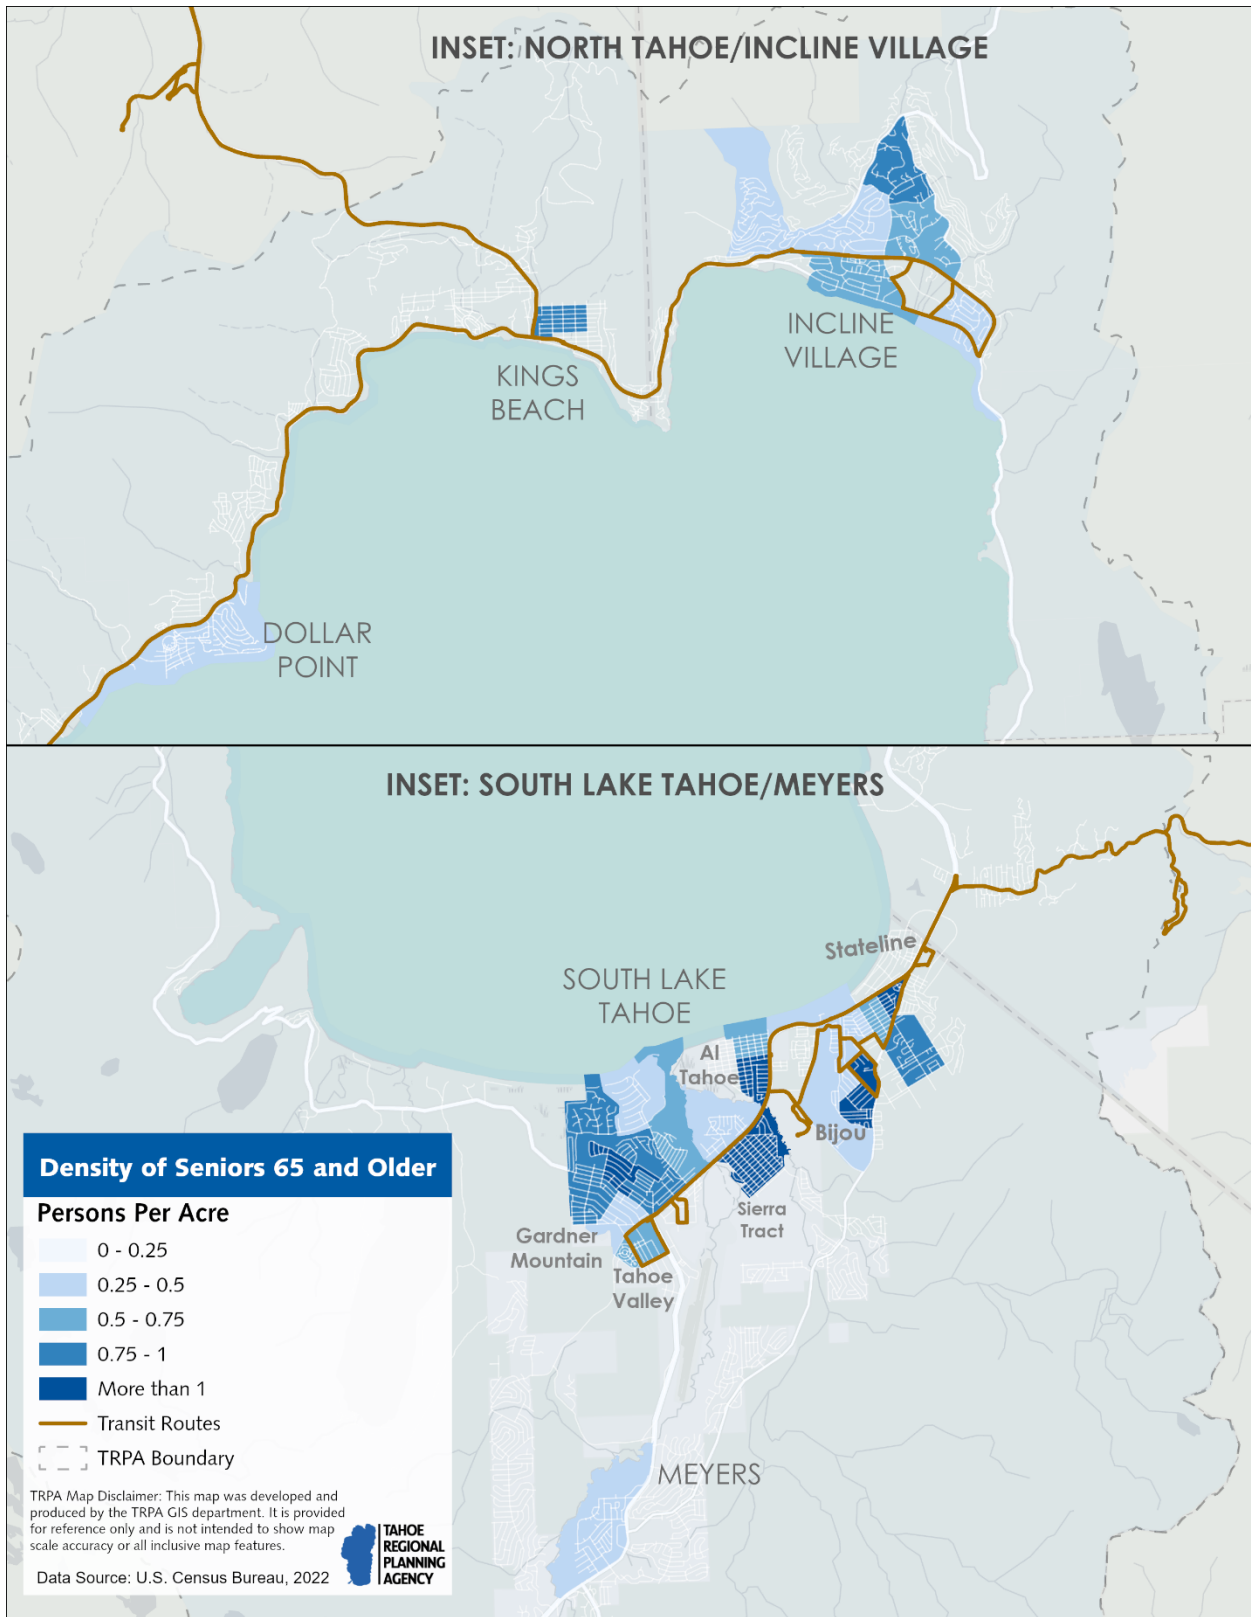 INSET: NORTH TAHOE/INCLINE VILLAGE
INCLINE
VILLAGE
KINGS
BEACH
DOLLAR
POINT
INSET: SOUTH LAKE TAHOE/MEYERS
Stateline
SOUTH LAKE
TAHOE
Al
Tahoe
Bijou
Sierra
Tract
Gardner
Mountain
Tahoe
Valley
MEYERS
Density of Seniors 65 and Older
Persons Per Acre
0 - 0.25
0.25 - 0.5
0.5 - 0.75
0.75 - 1
More than 1
Transit Routes
TRPA Boundary
TRPA Map Disclaimer: This map was developed and
produced by the TRPA GIS department. It is provided
for reference only and is not intended to show map
scale accuracy or all inclusive map features.
Data Source: U.S. Census Bureau, 2022
TAHOE
REGIONAL
PLANNING
AGENCY